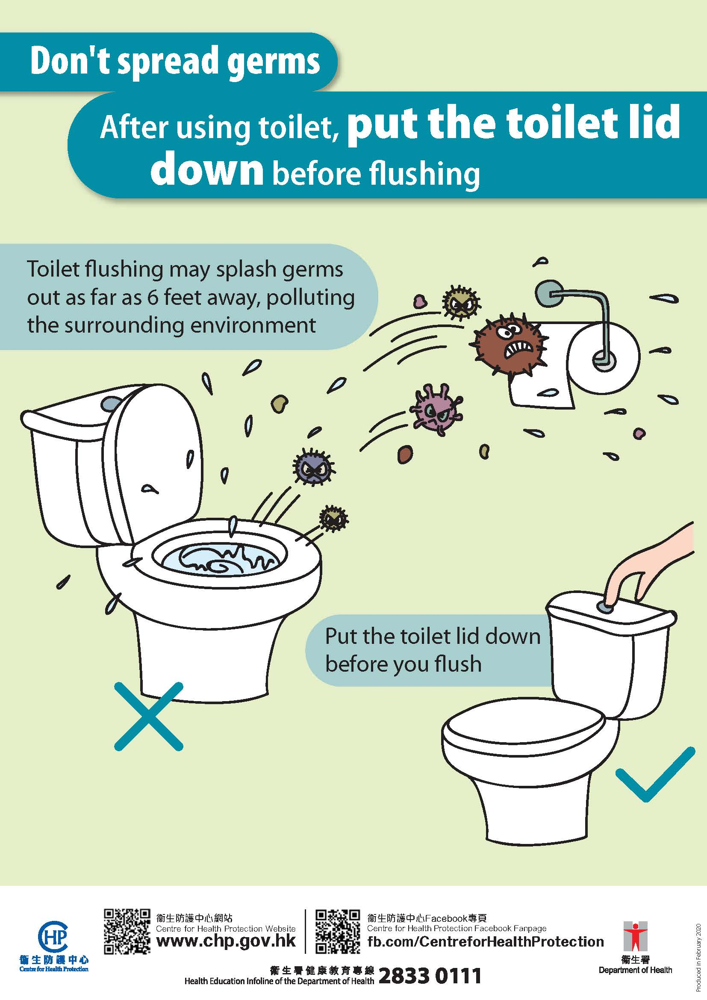 Don't spread germs
After using toilet, put the toilet lid
down before flushing
Toilet flushing may splash germs
out as far as 6 feet away, polluting
the surrounding environment
Put the toilet lid down
before you flush
CHP
衞生防護中心
Centre for Health Protection
衞生防護中心網站
Centre for Health Protection Website
www.chp.gov.hk
衞生防護中心Facebook專頁
Centre for Health Protection Facebook Fanpage
fb.com/CentreforHealthProtection
衞生署健康教育專線
Health Education Infoline of the Department of Health 2833 0111
衞生署
Department of Health
Produced in February 2020